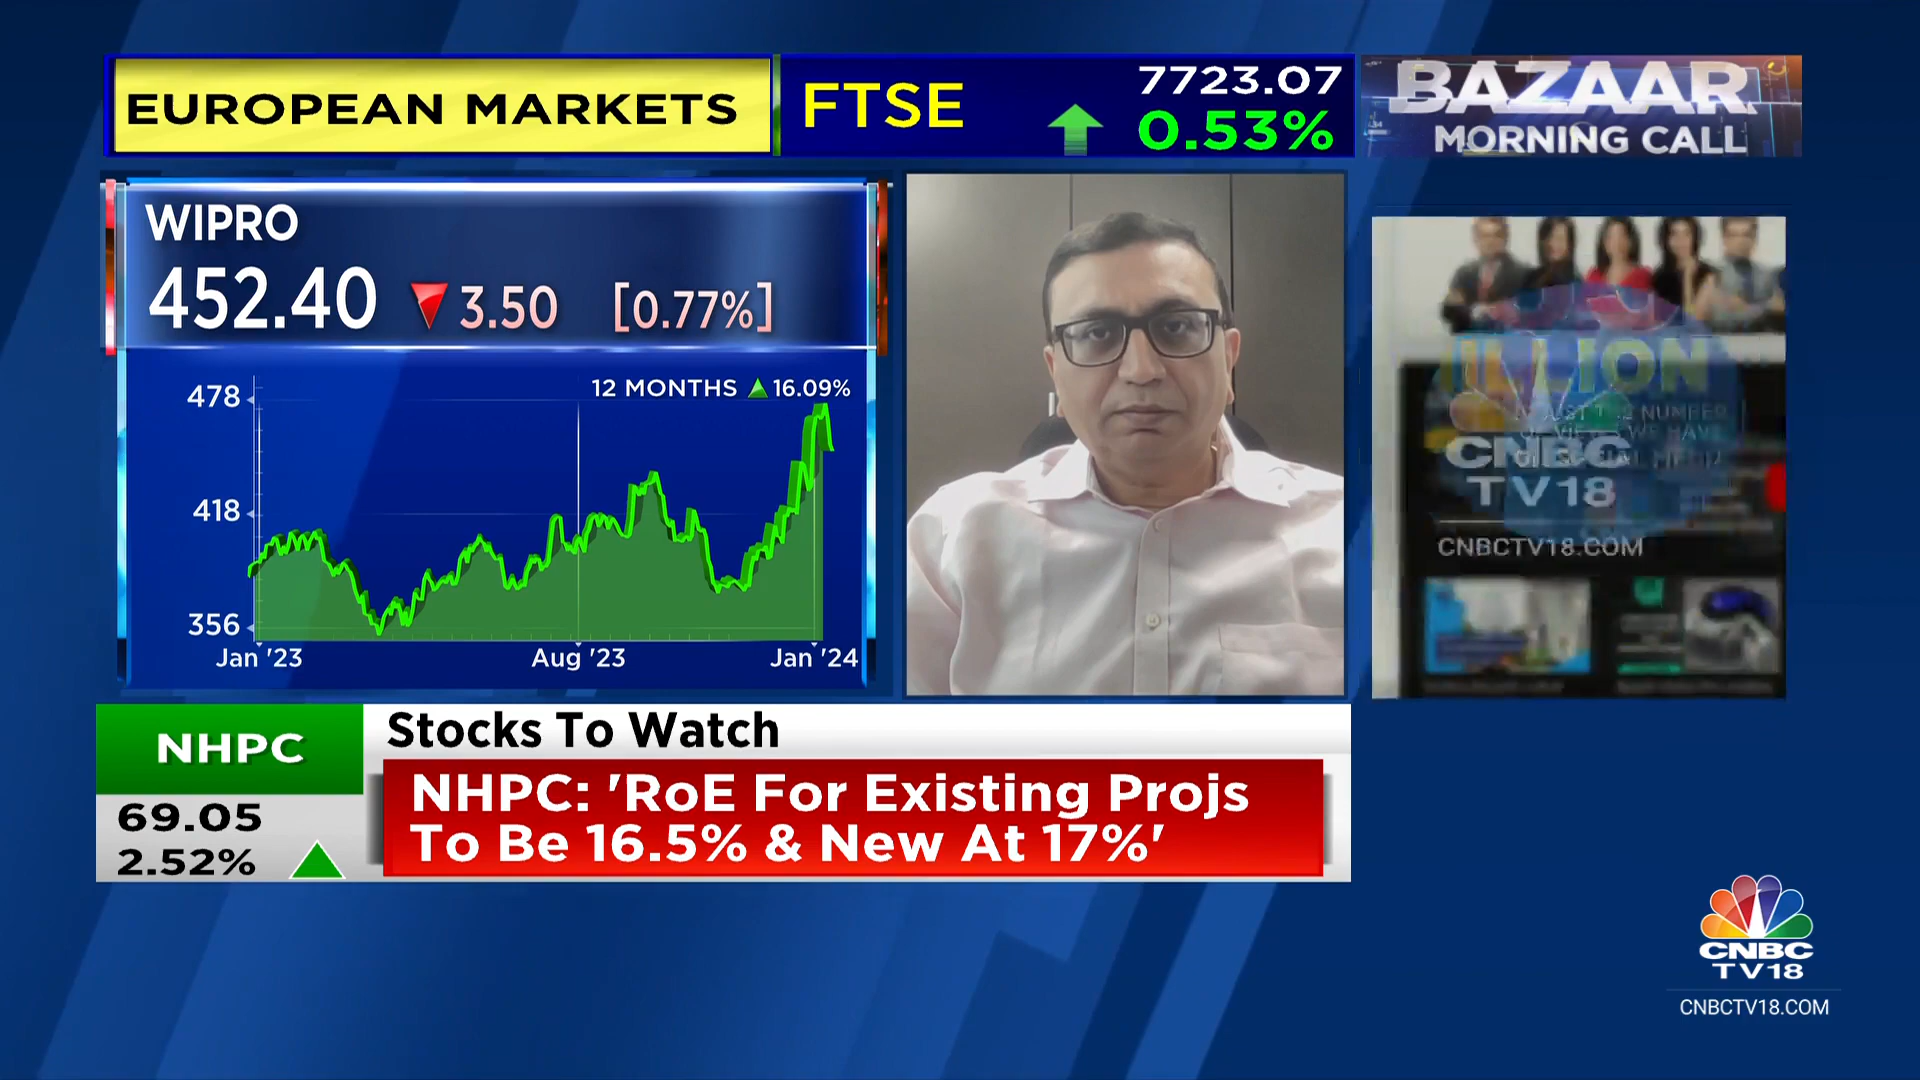 EUROPEAN MARKETS
FTSE
7723.07
0.53%
BAZAAR
MORNING CALL
WIPRO
452.40
3.50
[0.77%]
12 MONTHS
16.09%
478
418
356
Jan '23
Aug '23
Jan '24
CNBC
TV18
CNBCTV18.COM
NHPC
69.05
2.52%
Stocks To Watch
NHPC: 'RoE For Existing Projs
To Be 16.5% & New At 17%'
CNBC
TV18
CNBCTV18.COM